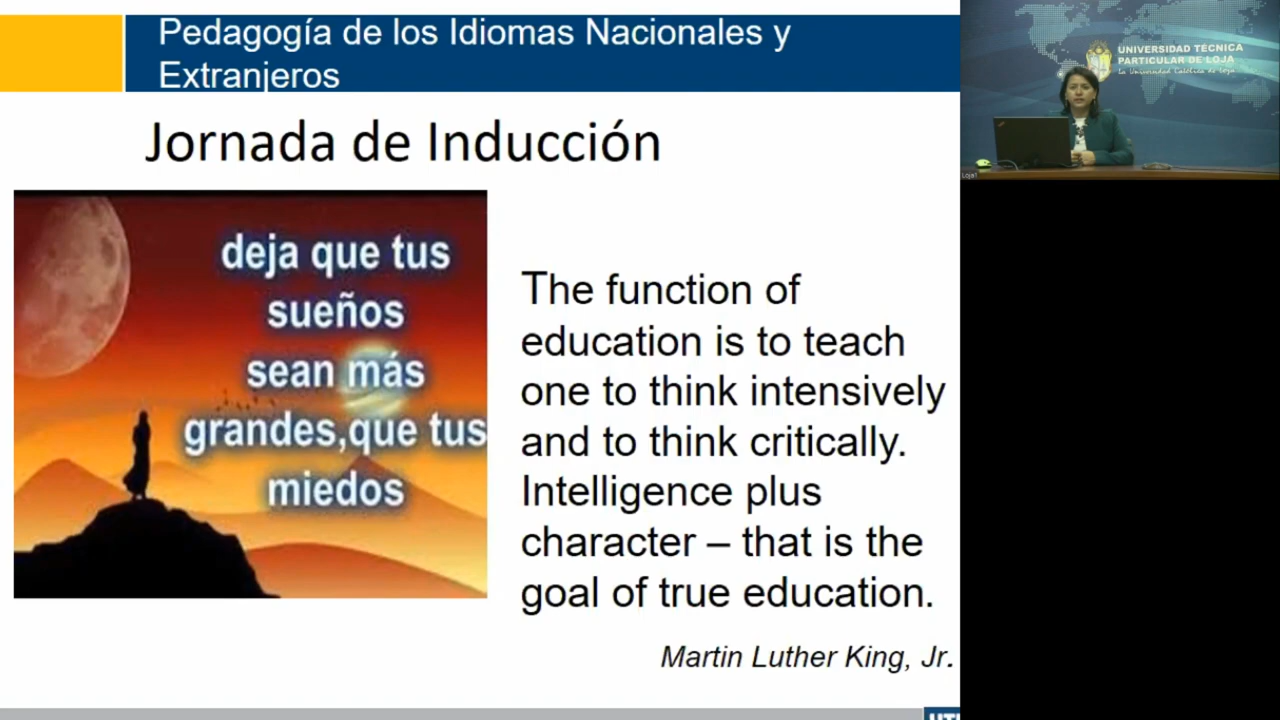 Pedagogía de los Idiomas Nacionales y
Extranjeros
Jornada de Inducción
deja que tus
sueños
sean más
grandes,que tus
miedos
The function of
education is to teach
one to think intensively
and to think critically.
Intelligence plus
character – that is the
goal of true education.
Martin Luther King, Jr.
UNIVERSIDAD TÉCNICA
PARTICULAR DE LOJA
La Universidad Católica de Loja
Loja1